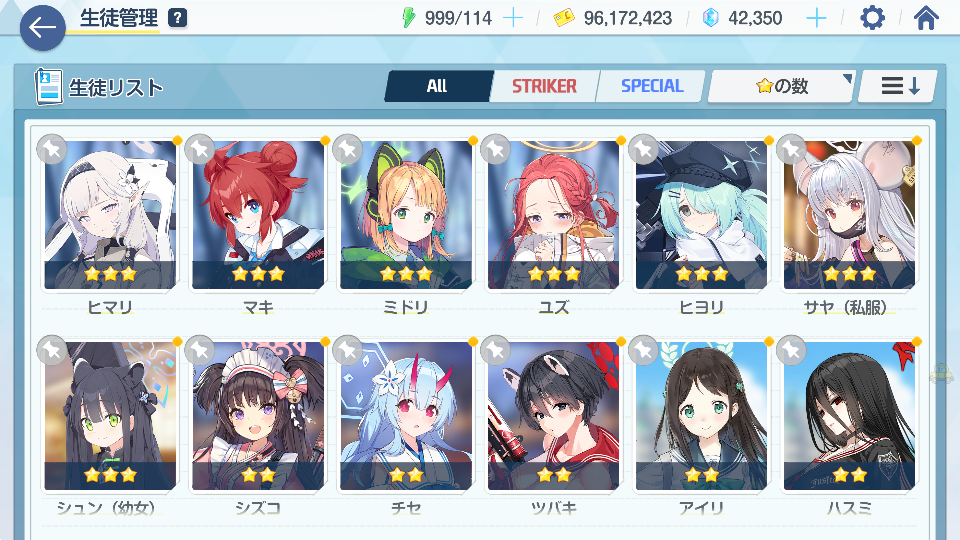 生徒管理 ?
999/114
96,172,423
42,350
生徒リスト
All STRIKER SPECIAL
の数
ヒマリ マキ ミドリ ユズ ヒヨリ サヤ（私服）
シュン（幼女） シズコ チセ ツバキ アイリ ハスミ